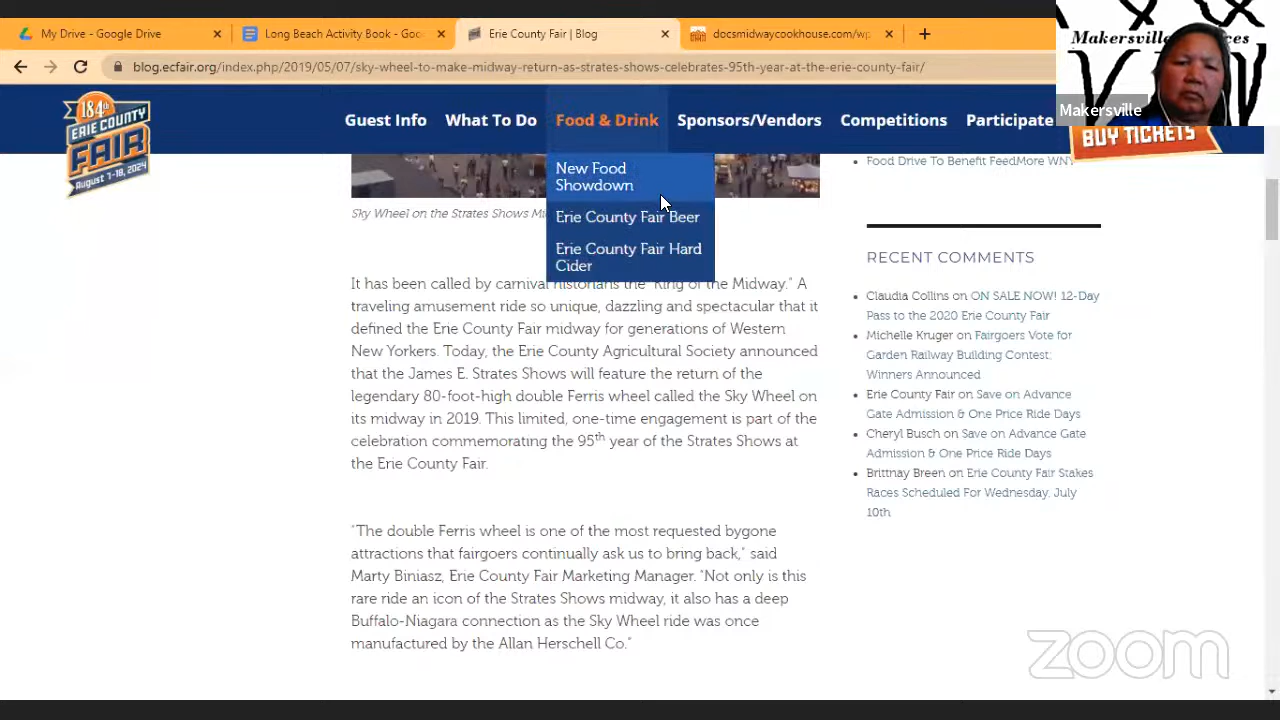 My Drive - Google Drive
Long Beach Activity Book - Goo
Erie County Fair | Blog
docsmidwaycookhouse.com/wp
blog.ecfair.org/index.php/2019/05/07/sky-wheel-to-make-midway-return-as-strates-shows-celebrates-95th-year-at-the-erie-county-fair/
Makersville
Makersville
184th
ERIE COUNTY
FAIR
August 7-18, 2024
Guest Info
What To Do
Food & Drink
Sponsors/Vendors
Competitions
Participate
BUY TICKETS
New Food
Showdown
Erie County Fair Beer
Erie County Fair Hard
Cider
Sky Wheel on the Strates Shows Mi
It has been called by carnival historians the "King of the Midway." A
traveling amusement ride so unique, dazzling and spectacular that it
defined the Erie County Fair midway for generations of Western
New Yorkers. Today, the Erie County Agricultural Society announced
that the James E. Strates Shows will feature the return of the
legendary 80-foot-high double Ferris wheel called the Sky Wheel on
its midway in 2019. This limited, one-time engagement is part of the
celebration commemorating the 95th year of the Strates Shows at
the Erie County Fair.
"The double Ferris wheel is one of the most requested bygone
attractions that fairgoers continually ask us to bring back," said
Marty Biniasz, Erie County Fair Marketing Manager. "Not only is this
rare ride an icon of the Strates Shows midway, it also has a deep
Buffalo-Niagara connection as the Sky Wheel ride was once
manufactured by the Allan Herschell Co."
Food Drive To Benefit FeedMore WNY
RECENT COMMENTS
Claudia Collins on ON SALE NOW! 12-Day
Pass to the 2020 Erie County Fair
Michelle Kruger on Fairgoers Vote for
Garden Railway Building Contest;
Winners Announced
Erie County Fair on Save on Advance
Gate Admission & One Price Ride Days
Cheryl Busch on Save on Advance Gate
Admission & One Price Ride Days
Brittnay Breen on Erie County Fair Stakes
Races Scheduled For Wednesday, July
10th
zoom